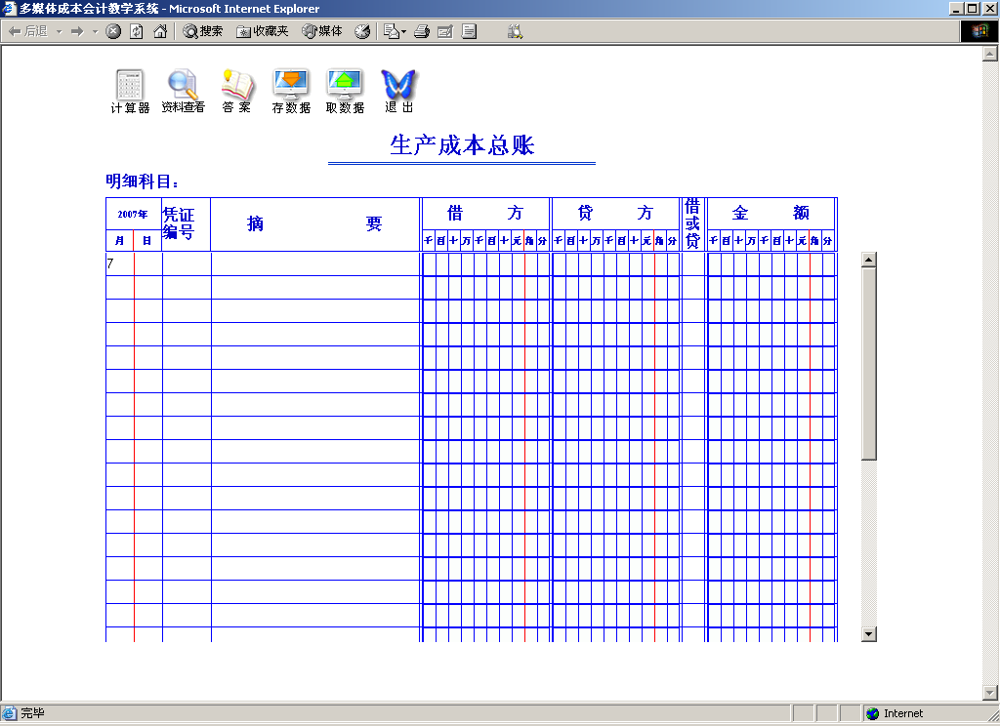 多媒体成本会计教学系统 - Microsoft Internet Explorer
后退 搜索 收藏夹 媒体
计算器 资料查看 答 案 存数据 取数据 退 出
生产成本总账
明细科目：
2007年 凭证编号 摘 要 借 方 贷 方 借或贷 金 额
月 日 千百十万千百十元角分 千百十万千百十元角分 千百十万千百十元角分
7
完毕 Internet